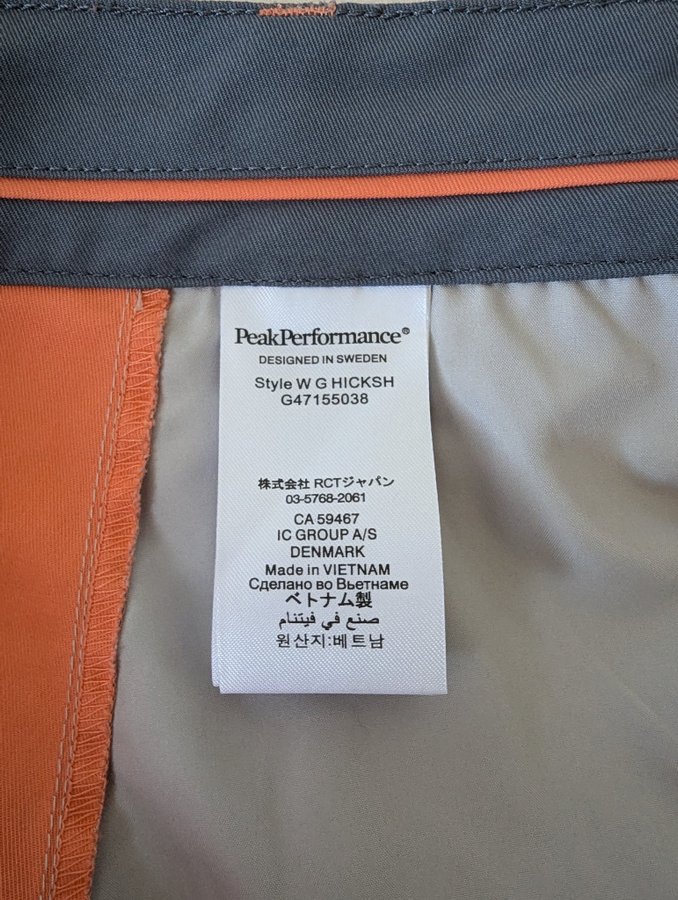 PeakPerformance®
DESIGNED IN SWEDEN
Style W G HICKSH
G47155038
株式会社 RCTジャパン
03-5768-2061
CA 59467
IC GROUP A/S
DENMARK
Made in VIETNAM
Сделано во Вьетнаме
ベトナム製
صنع في فيتنام
원산지:베트남